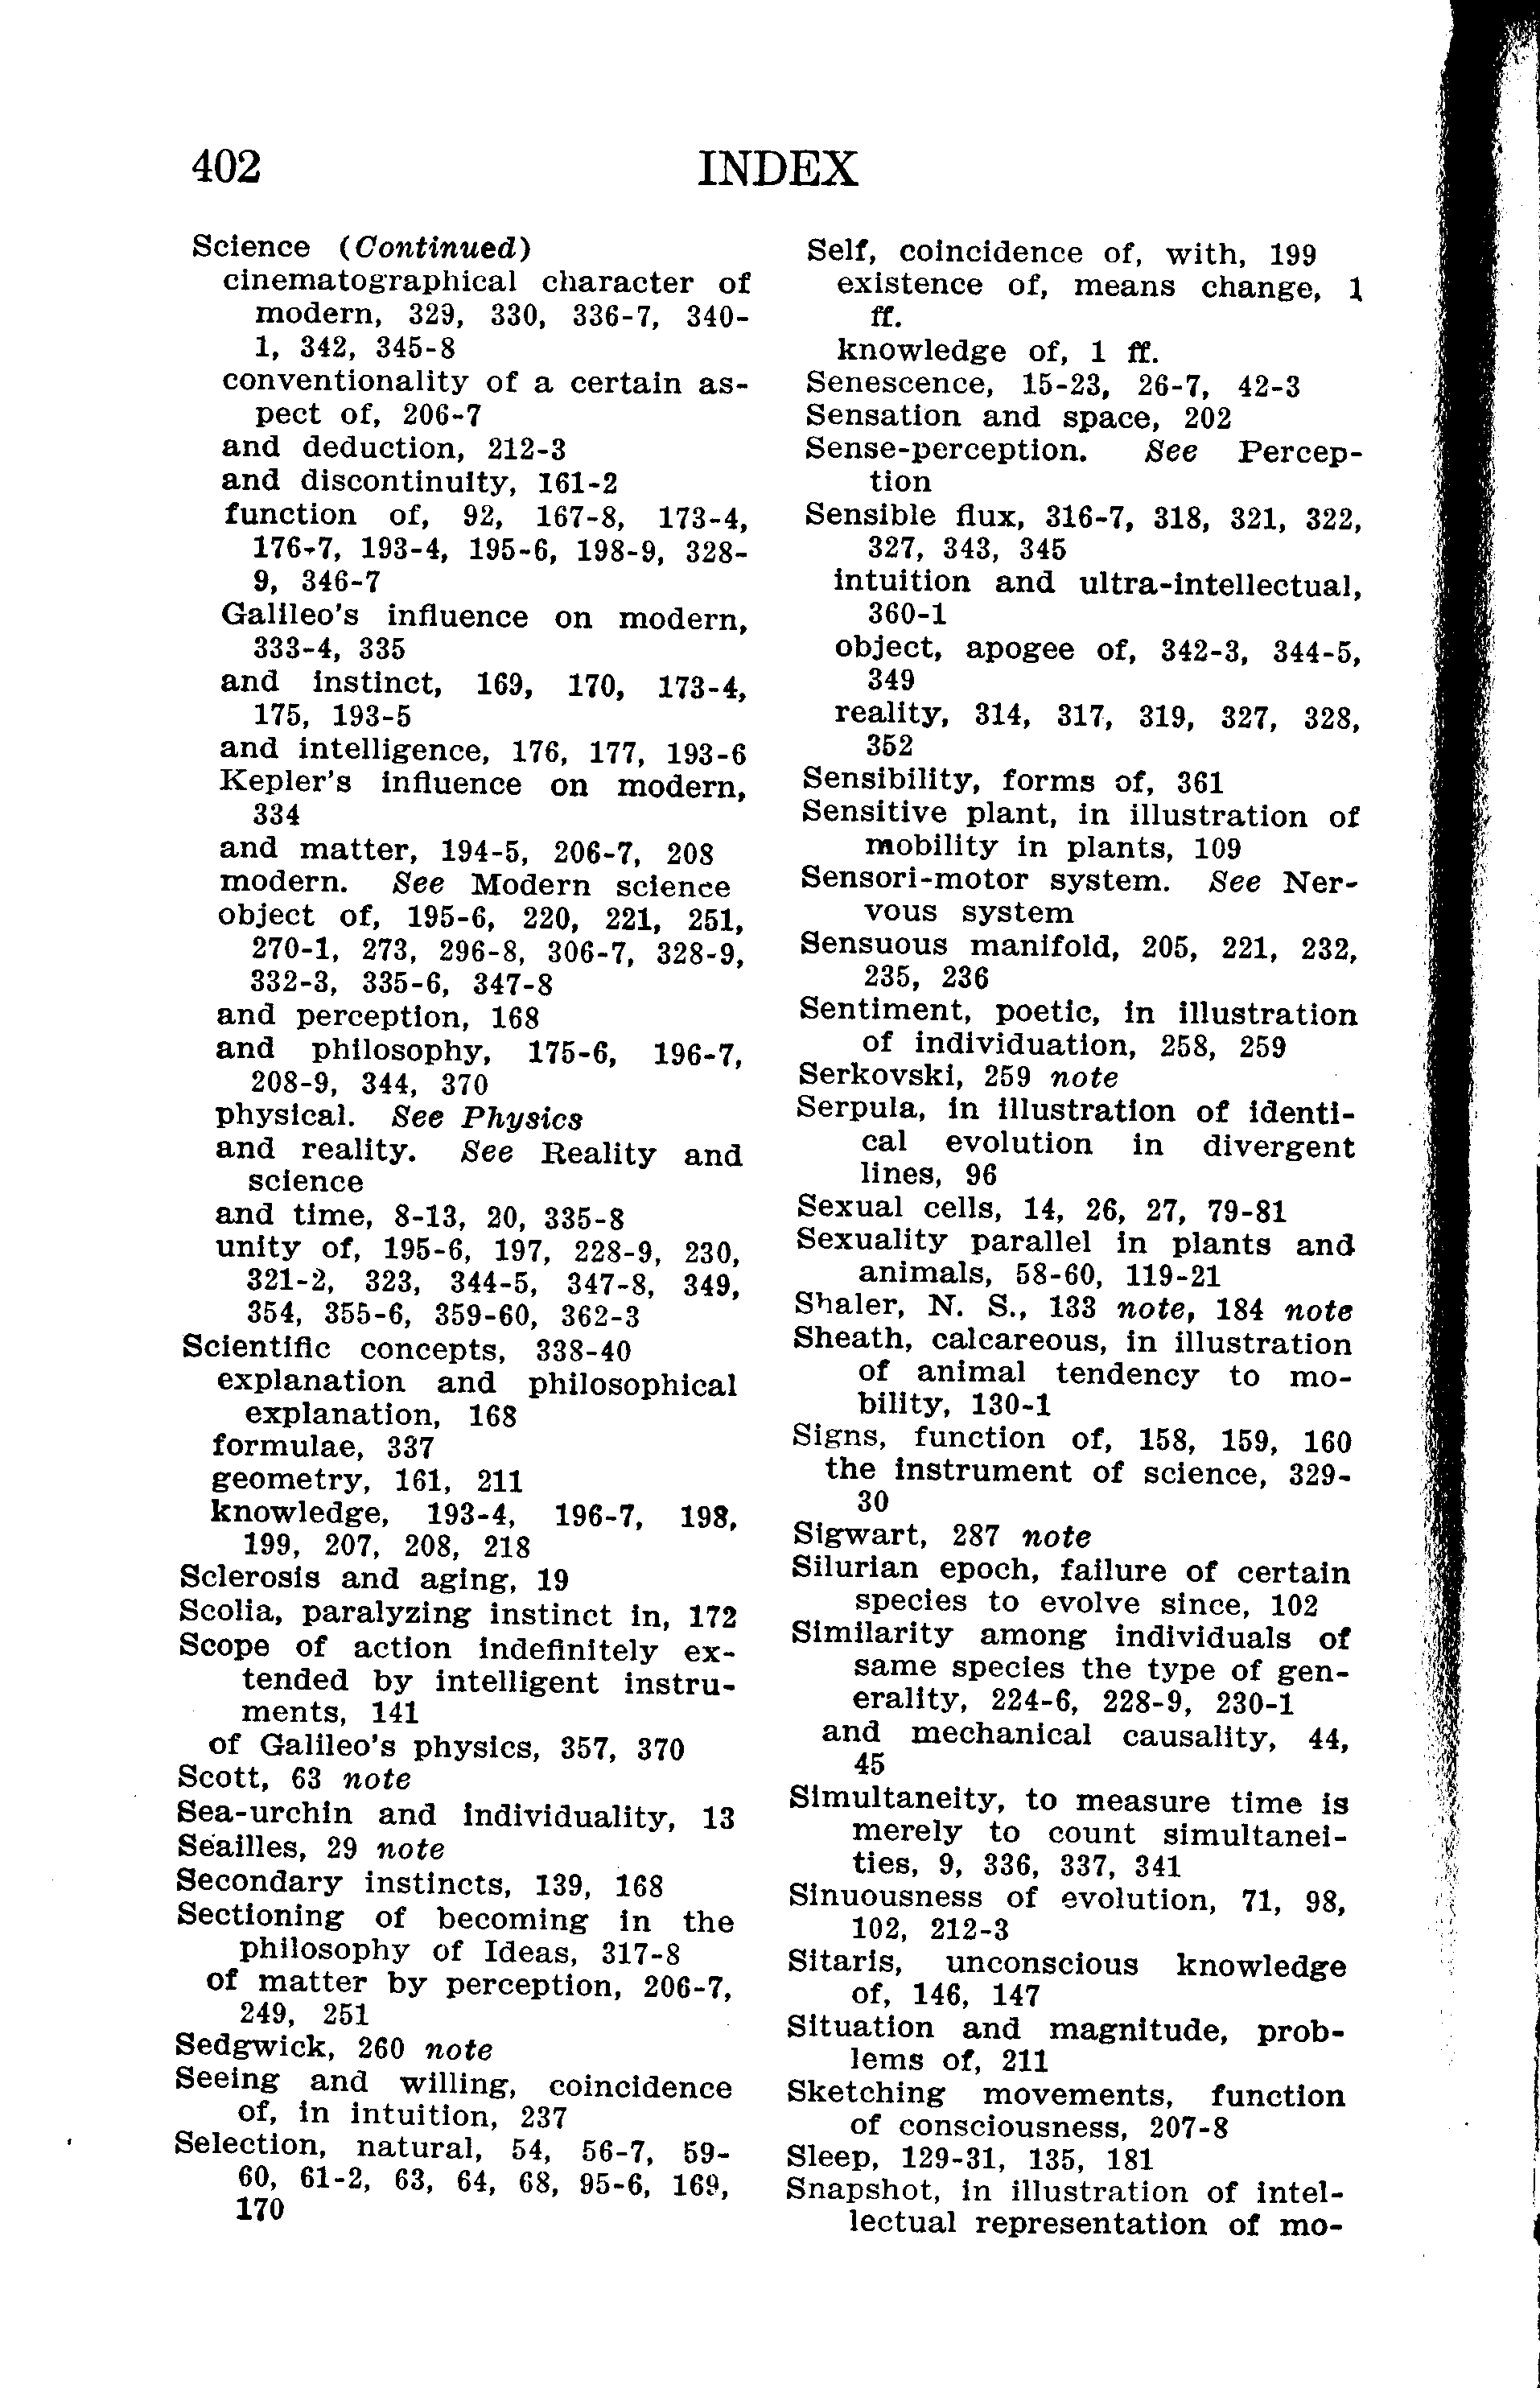 402 INDEX
Science (Continued)
cinematographical character of
modern, 329, 330, 336-7, 340-
1, 342, 345-8
conventionality of a certain as-
pect of, 206-7
and deduction, 212-3
and discontinuity, 161-2
function of, 92, 167-8, 173-4,
176-7, 193-4, 195-6, 198-9, 328-
9, 346-7
Galileo's influence on modern,
333-4, 335
and instinct, 169, 170, 173-4,
175, 193-5
and intelligence, 176, 177, 193-6
Kepler's influence on modern,
334
and matter, 194-5, 206-7, 208
modern. See Modern science
object of, 195-6, 220, 221, 251,
270-1, 273, 296-8, 306-7, 328-9,
332-3, 335-6, 347-8
and perception, 168
and philosophy, 175-6, 196-7,
208-9, 344, 370
physical. See Physics
and reality. See Reality and
science
and time, 8-13, 20, 335-8
unity of, 195-6, 197, 228-9, 230,
321-2, 323, 344-5, 347-8, 349,
354, 355-6, 359-60, 362-3
Scientific concepts, 338-40
explanation and philosophical
explanation, 168
formulae, 337
geometry, 161, 211
knowledge, 193-4, 196-7, 198,
199, 207, 208, 218
Sclerosis and aging, 19
Scolia, paralyzing instinct in, 172
Scope of action indefinitely ex-
tended by intelligent instru-
ments, 141
of Galileo's physics, 357, 370
Scott, 63 note
Sea-urchin and individuality, 13
Séailles, 29 note
Secondary instincts, 139, 168
Sectioning of becoming in the
philosophy of Ideas, 317-8
of matter by perception, 206-7,
249, 251
Sedgwick, 260 note
Seeing and willing, coincidence
of, in intuition, 237
Selection, natural, 54, 56-7, 59-
60, 61-2, 63, 64, 68, 95-6, 169,
170
Self, coincidence of, with, 199
existence of, means change, 1
ff.
knowledge of, 1 ff.
Senescence, 15-23, 26-7, 42-3
Sensation and space, 202
Sense-perception. See Percep-
tion
Sensible flux, 316-7, 318, 321, 322,
327, 343, 345
intuition and ultra-intellectual,
360-1
object, apogee of, 342-3, 344-5,
349
reality, 314, 317, 319, 327, 328,
352
Sensibility, forms of, 361
Sensitive plant, in illustration of
mobility in plants, 109
Sensori-motor system. See Ner-
vous system
Sensuous manifold, 205, 221, 232,
235, 236
Sentiment, poetic, in illustration
of individuation, 258, 259
Serkovski, 259 note
Serpula, in illustration of identi-
cal evolution in divergent
lines, 96
Sexual cells, 14, 26, 27, 79-81
Sexuality parallel in plants and
animals, 58-60, 119-21
Shaler, N. S., 133 note, 184 note
Sheath, calcareous, in illustration
of animal tendency to mo-
bility, 130-1
Signs, function of, 158, 159, 160
the instrument of science, 329-
30
Sigwart, 287 note
Silurian epoch, failure of certain
species to evolve since, 102
Similarity among individuals of
same species the type of gen-
erality, 224-6, 228-9, 230-1
and mechanical causality, 44,
45
Simultaneity, to measure time is
merely to count simultanei-
ties, 9, 336, 337, 341
Sinuousness of evolution, 71, 98,
102, 212-3
Sitaris, unconscious knowledge
of, 146, 147
Situation and magnitude, prob-
lems of, 211
Sketching movements, function
of consciousness, 207-8
Sleep, 129-31, 135, 181
Snapshot, in illustration of intel-
lectual representation of mo-